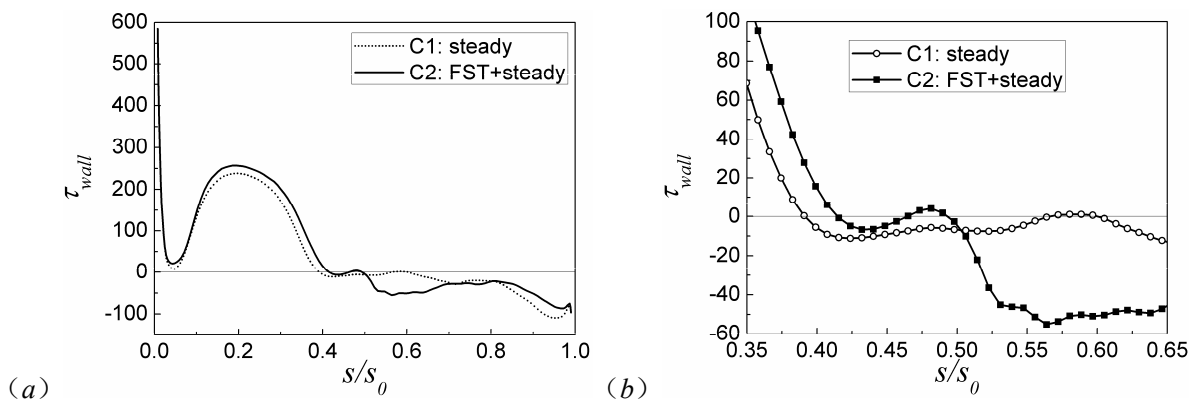 600
500
400
300
200
100
0
-100
τwall
0.0 0.2 0.4 0.6 0.8 1.0
s/s0
C1: steady
C2: FST+steady
(a)
100
80
60
40
20
0
-20
-40
-60
τwall
0.35 0.40 0.45 0.50 0.55 0.60 0.65
s/s0
C1: steady
C2: FST+steady
(b)